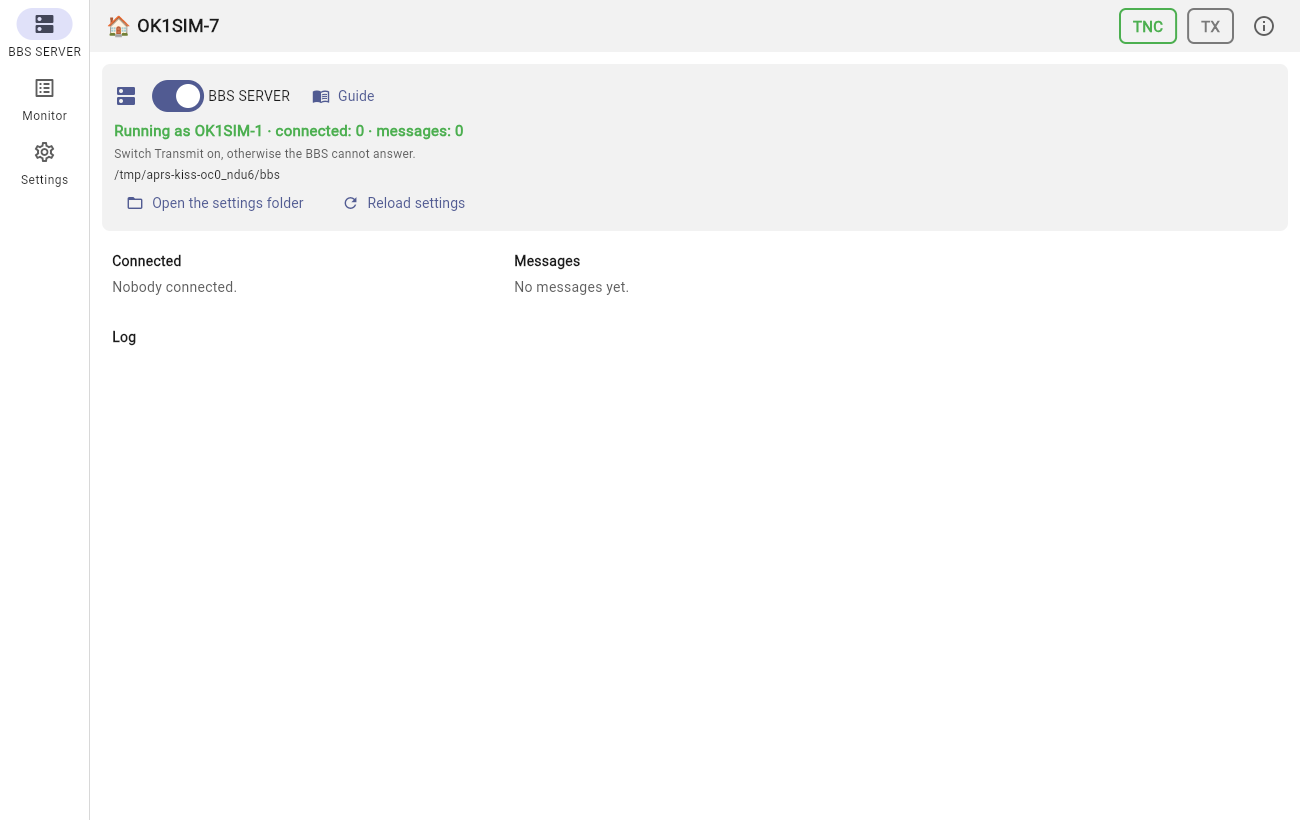 BBS SERVER
Monitor
Settings
OK1SIM-7
TNC
TX
BBS SERVER
Guide
Running as OK1SIM-1 · connected: 0 · messages: 0
Switch Transmit on, otherwise the BBS cannot answer.
/tmp/aprs-kiss-oc0_ndu6/bbs
Open the settings folder
Reload settings
Connected
Nobody connected.
Messages
No messages yet.
Log